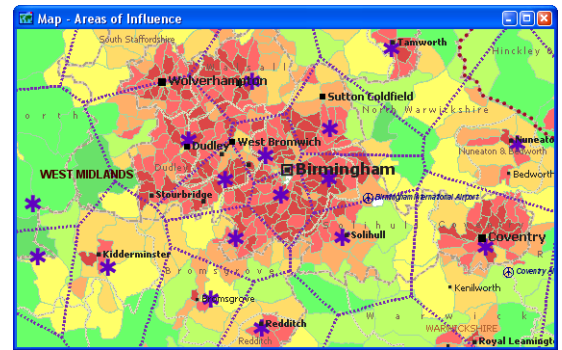 Map - Areas of Influence
South Staffordshire
Tamworth
Hinckley
a l l
Wolverhampton
Sutton Coldfield
North Warwickshire
o r t h
Nuneaton
Dudley
West Bromwich
Nuneaton & Bedworth
Dudley
Birmingham
Bedworth
WEST MIDLANDS
Stourbridge
Birmingham International Airport
Solihull
Coventry
Kidderminster
Bromsgrove
Coventry
Kenilworth
Bromsgrove
Warwick
Redditch
WARWICKSHIRE
Redditch
Royal Leamington